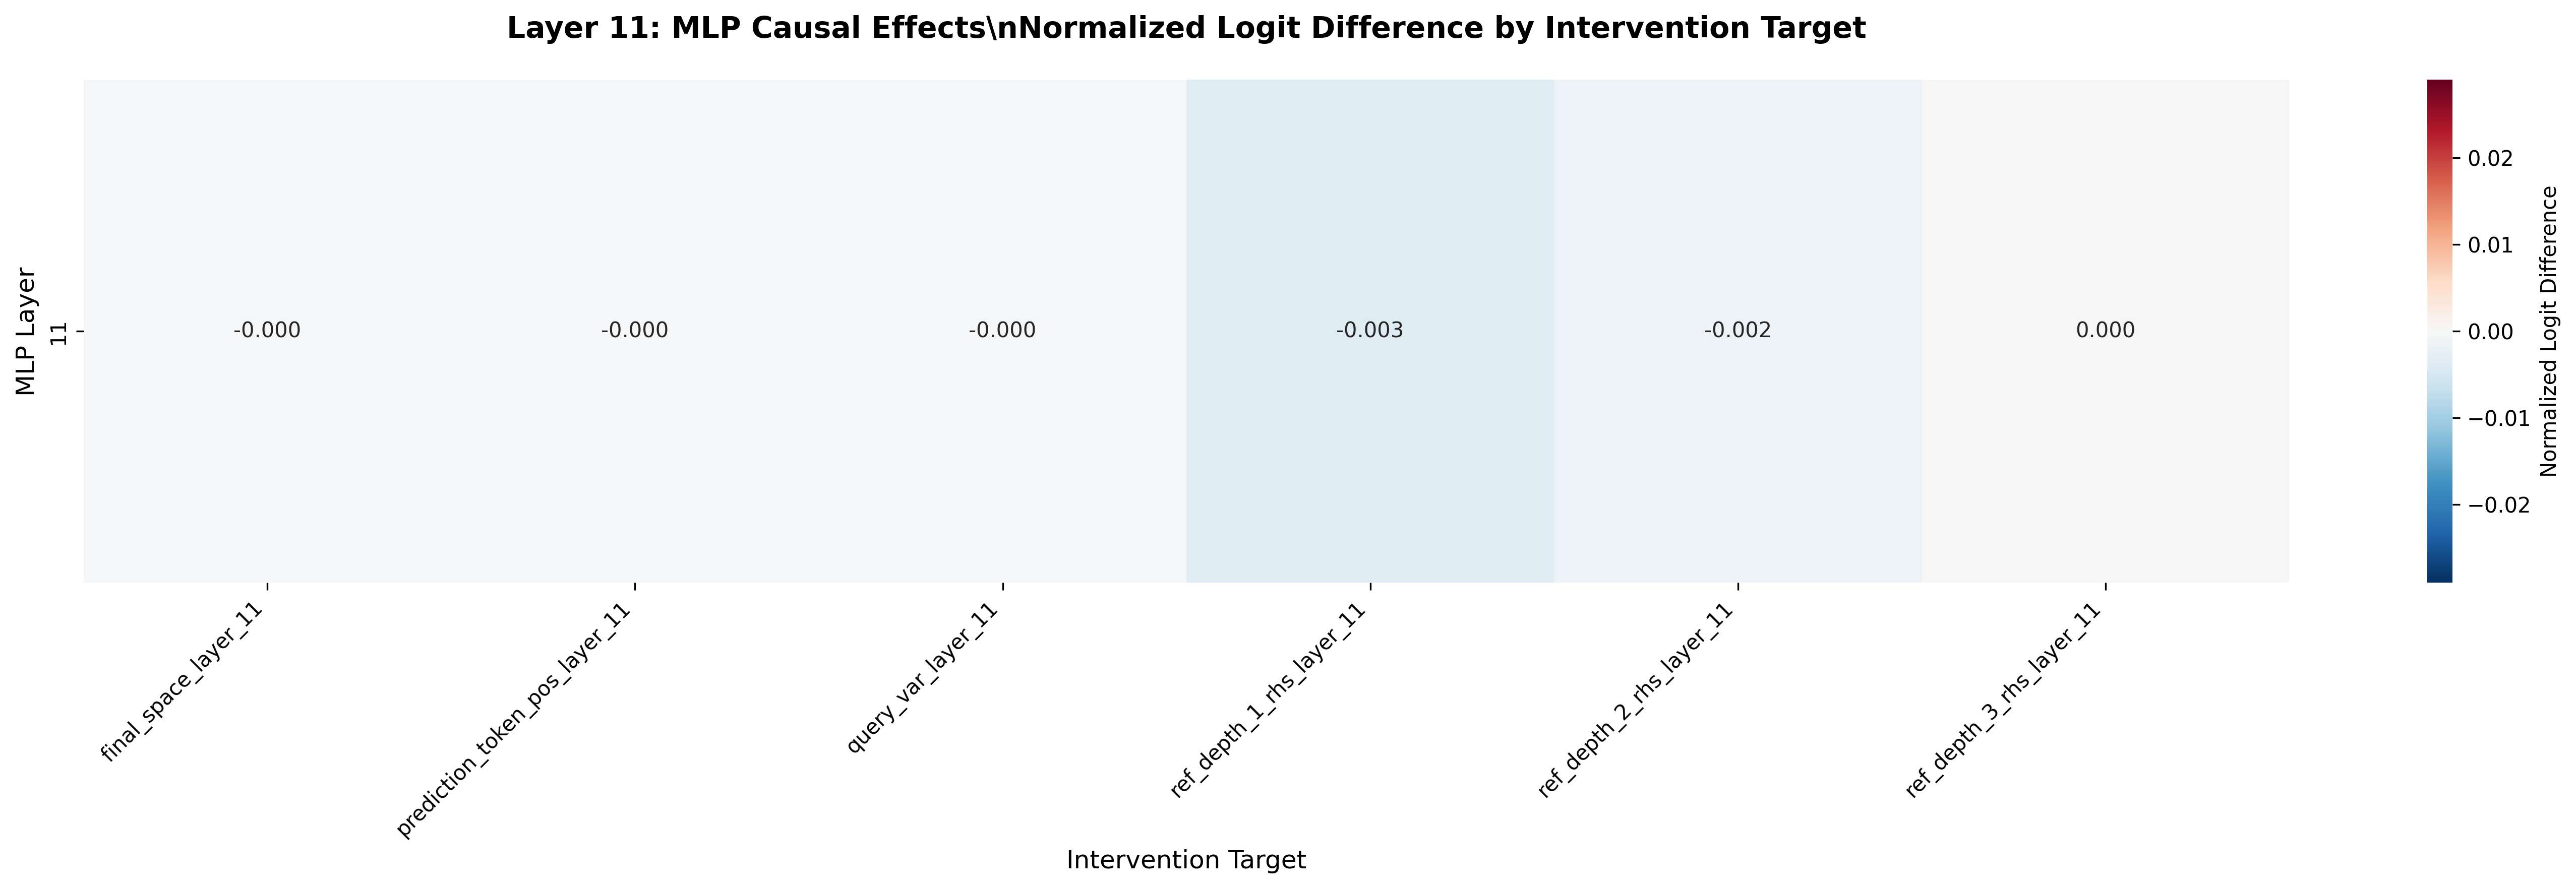 Layer 11: MLP Causal Effects\nNormalized Logit Difference by Intervention Target
MLP Layer
11
-0.000
-0.000
-0.000
-0.003
-0.002
0.000
final_space_layer_11
prediction_token_pos_layer_11
query_var_layer_11
ref_depth_1_rhs_layer_11
ref_depth_2_rhs_layer_11
ref_depth_3_rhs_layer_11
Intervention Target
0.02
0.01
0.00
−0.01
−0.02
Normalized Logit Difference